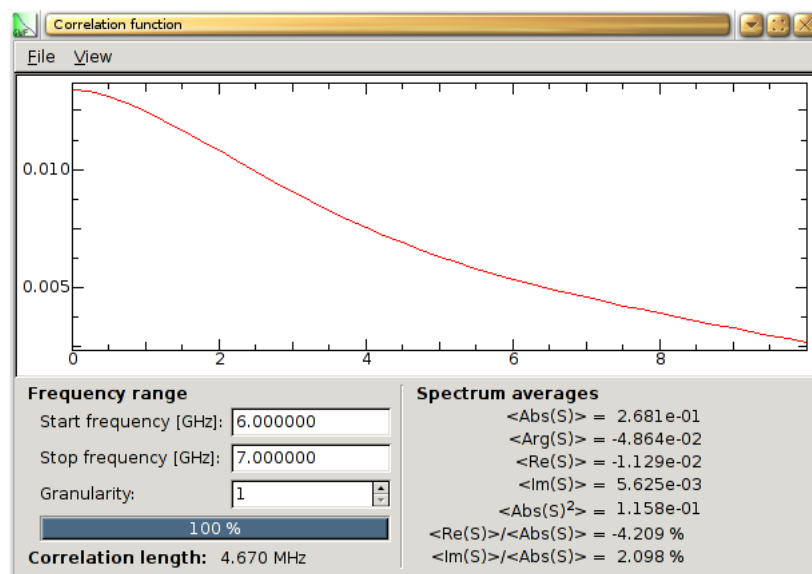 Correlation function
File View
0.010
0.005
0 2 4 6 8
Frequency range
Start frequency [GHz]: 6.000000
Stop frequency [GHz]: 7.000000
Granularity: 1
100 %
Correlation length: 4.670 MHz
Spectrum averages
<Abs(S)> = 2.681e-01
<Arg(S)> = -4.864e-02
<Re(S)> = -1.129e-02
<Im(S)> = 5.625e-03
<Abs(S)²> = 1.158e-01
<Re(S)>/<Abs(S)> = -4.209 %
<Im(S)>/<Abs(S)> = 2.098 %